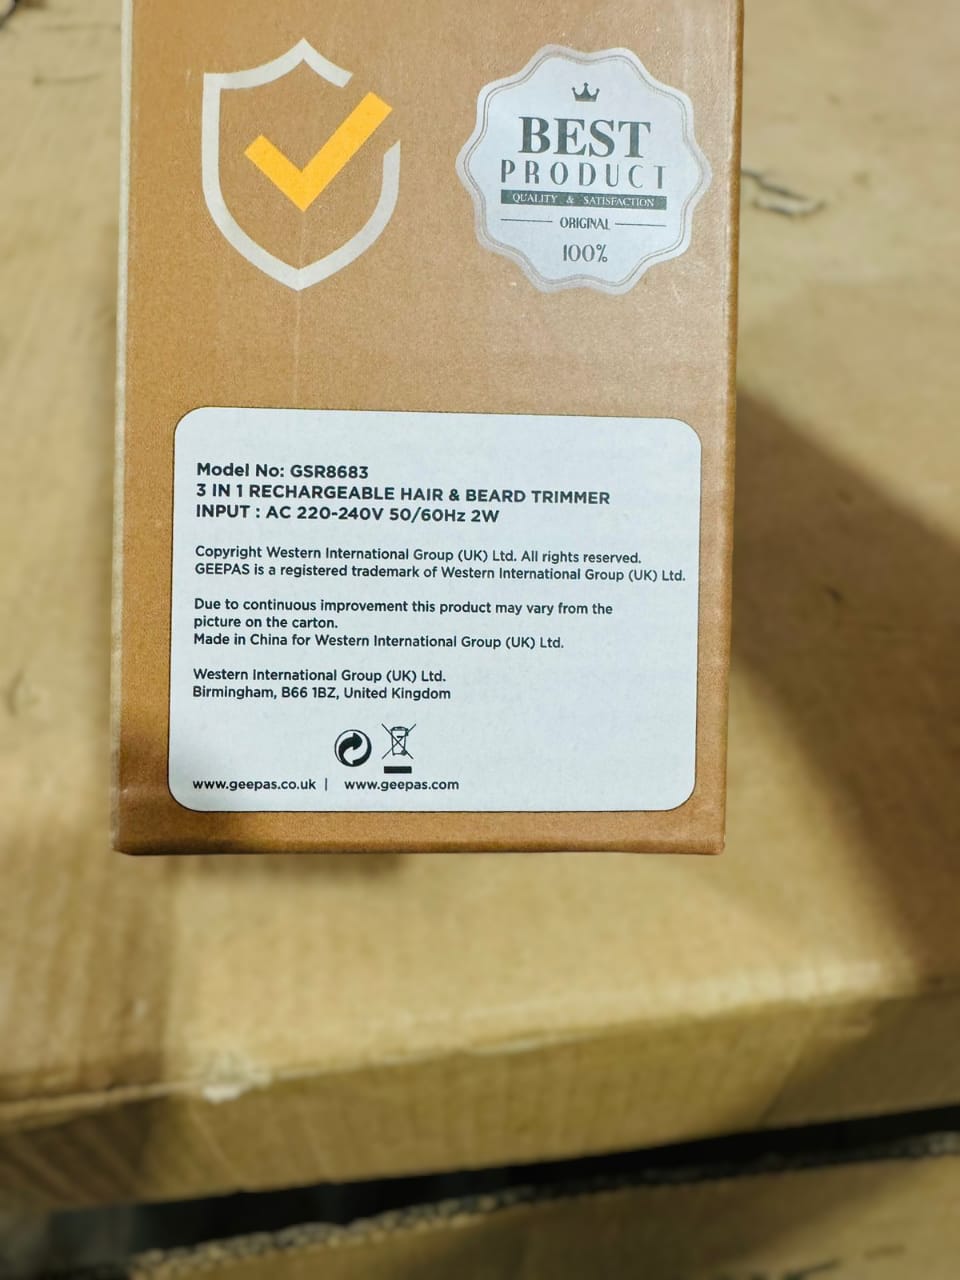 BEST
PRODUCT
QUALITY & SATISFACTION
ORIGINAL
100%
Model No: GSR8683
3 IN 1 RECHARGEABLE HAIR & BEARD TRIMMER
INPUT : AC 220-240V 50/60Hz 2W
Copyright Western International Group (UK) Ltd. All rights reserved.
GEEPAS is a registered trademark of Western International Group (UK) Ltd.
Due to continuous improvement this product may vary from the
picture on the carton.
Made in China for Western International Group (UK) Ltd.
Western International Group (UK) Ltd.
Birmingham, B66 1BZ, United Kingdom
www.geepas.co.uk | www.geepas.com